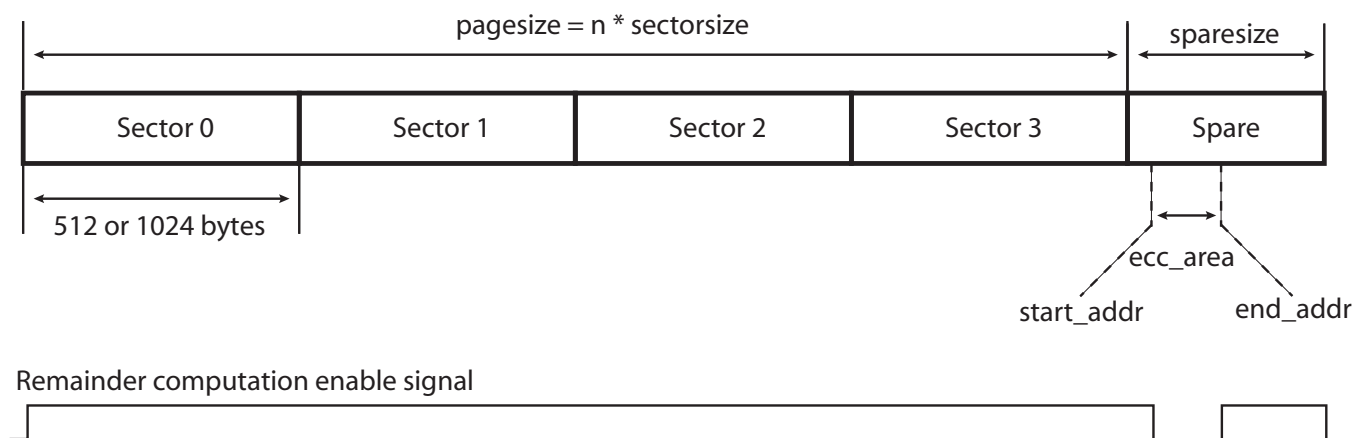 pagesize = n * sectorsize
sparesize
Sector 0
Sector 1
Sector 2
Sector 3
Spare
512 or 1024 bytes
ecc_area
start_addr
end_addr
Remainder computation enable signal